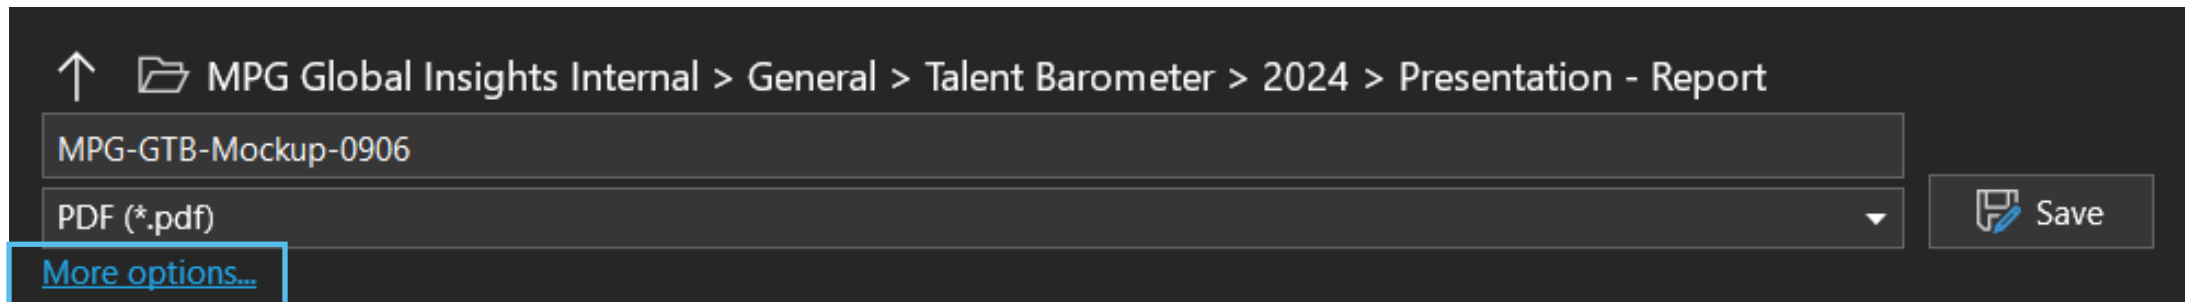 MPG Global Insights Internal > General > Talent Barometer > 2024 > Presentation - Report
MPG-GTB-Mockup-0906
PDF (*.pdf)
Save
More options...